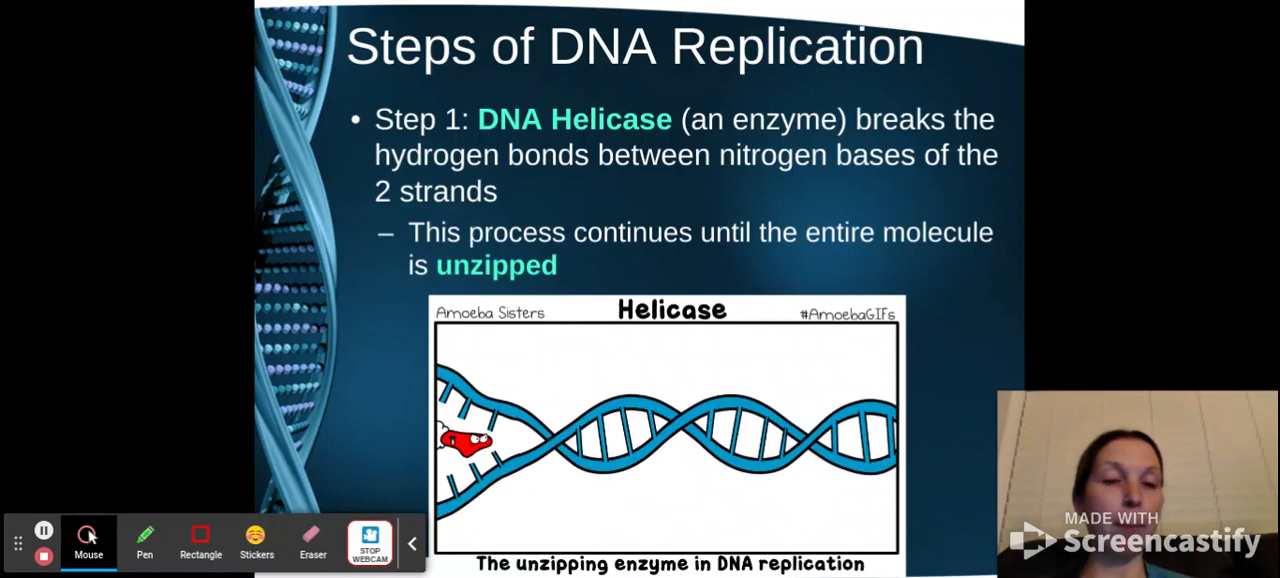 Steps of DNA Replication
• Step 1: DNA Helicase (an enzyme) breaks the
hydrogen bonds between nitrogen bases of the
2 strands
– This process continues until the entire molecule
is unzipped
Amoeba Sisters Helicase #AmoebaGIFs
The unzipping enzyme in DNA replication
Mouse Pen Rectangle Stickers Eraser STOP
WEBCAM
MADE WITH
Screencastify